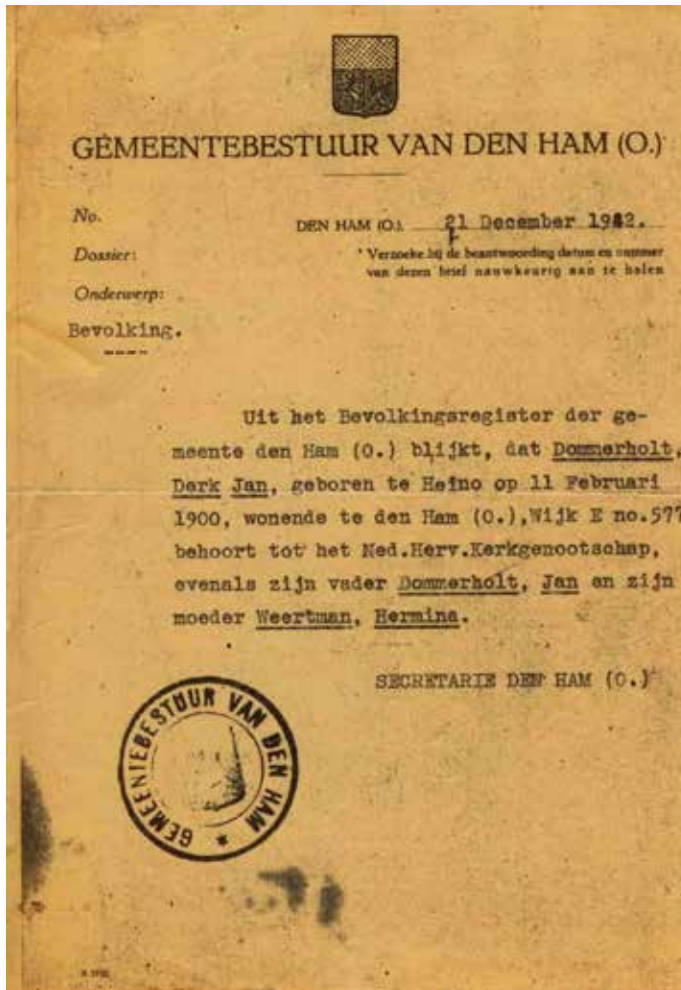 GEMEENTEBESTUUR VAN DEN HAM (O.)
No.
DEN HAM (O.), 21 December 1942.
Dossier:
* Verzoeke bij de beantwoording datum en nummer
van dezen brief nauwkeurig aan te halen
Onderwerp:
Bevolking.
Uit het Bevolkingsregister der ge-
meente den Ham (O.) blijkt, dat Dommerholt,
Derk Jan, geboren te Heino op 11 Februari
1900, wonende te den Ham (O.),Wijk E no.577
behoort tot het Ned.Herv.Kerkgenootschap,
evenals zijn vader Dommerholt, Jan en zijn
moeder Weertman, Hermina.
SECRETARIE DEN HAM (O.)
GEMEENTEBESTUUR VAN DEN HAM